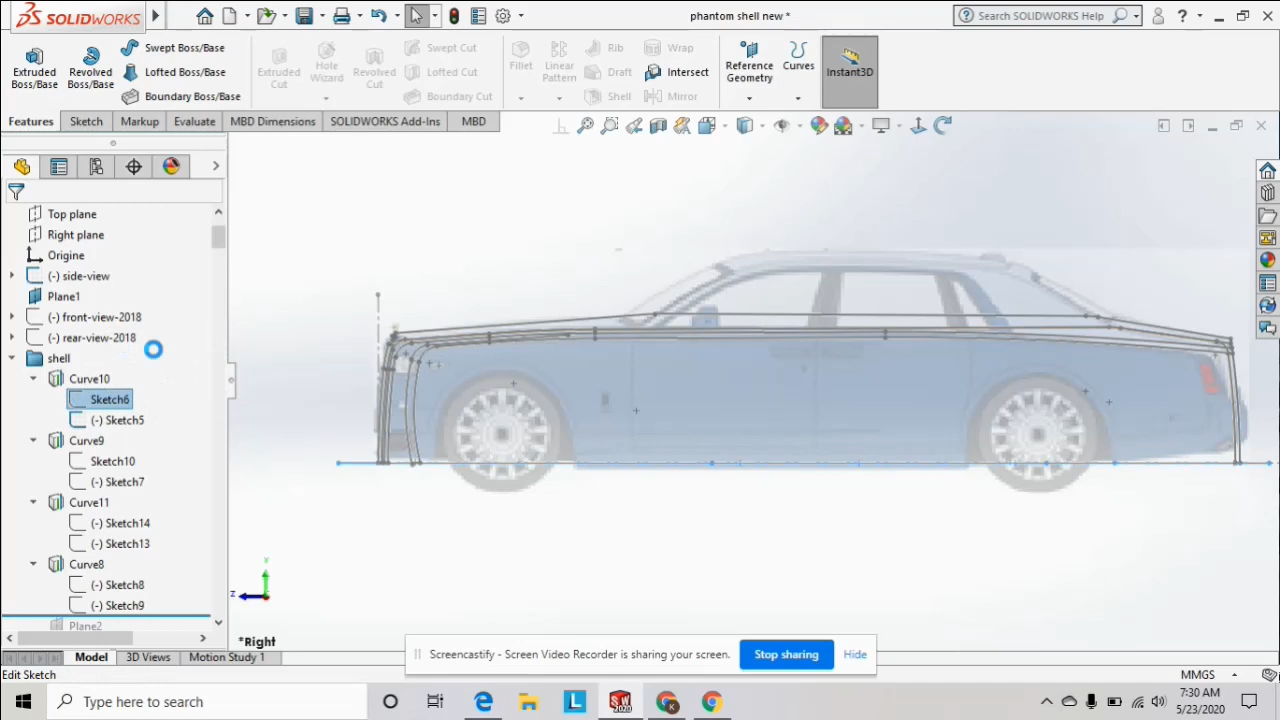 SOLIDWORKS
phantom shell new *
Search SOLIDWORKS Help
Extruded Boss/Base
Revolved Boss/Base
Swept Boss/Base
Lofted Boss/Base
Boundary Boss/Base
Extruded Cut
Hole Wizard
Revolved Cut
Swept Cut
Lofted Cut
Boundary Cut
Fillet
Linear Pattern
Rib
Draft
Shell
Wrap
Intersect
Mirror
Reference Geometry
Curves
Instant3D
Features
Sketch
Markup
Evaluate
MBD Dimensions
SOLIDWORKS Add-Ins
MBD
Top plane
Right plane
Origine
(-) side-view
Plane1
(-) front-view-2018
(-) rear-view-2018
shell
Curve10
Sketch6
(-) Sketch5
Curve9
Sketch10
(-) Sketch7
Curve11
(-) Sketch14
(-) Sketch13
Curve8
(-) Sketch8
(-) Sketch9
Plane2
Y
Z
*Right
Screencastify - Screen Video Recorder is sharing your screen.
Stop sharing
Hide
Model
3D Views
Motion Study 1
Edit Sketch
MMGS
Type here to search
7:30 AM
5/23/2020